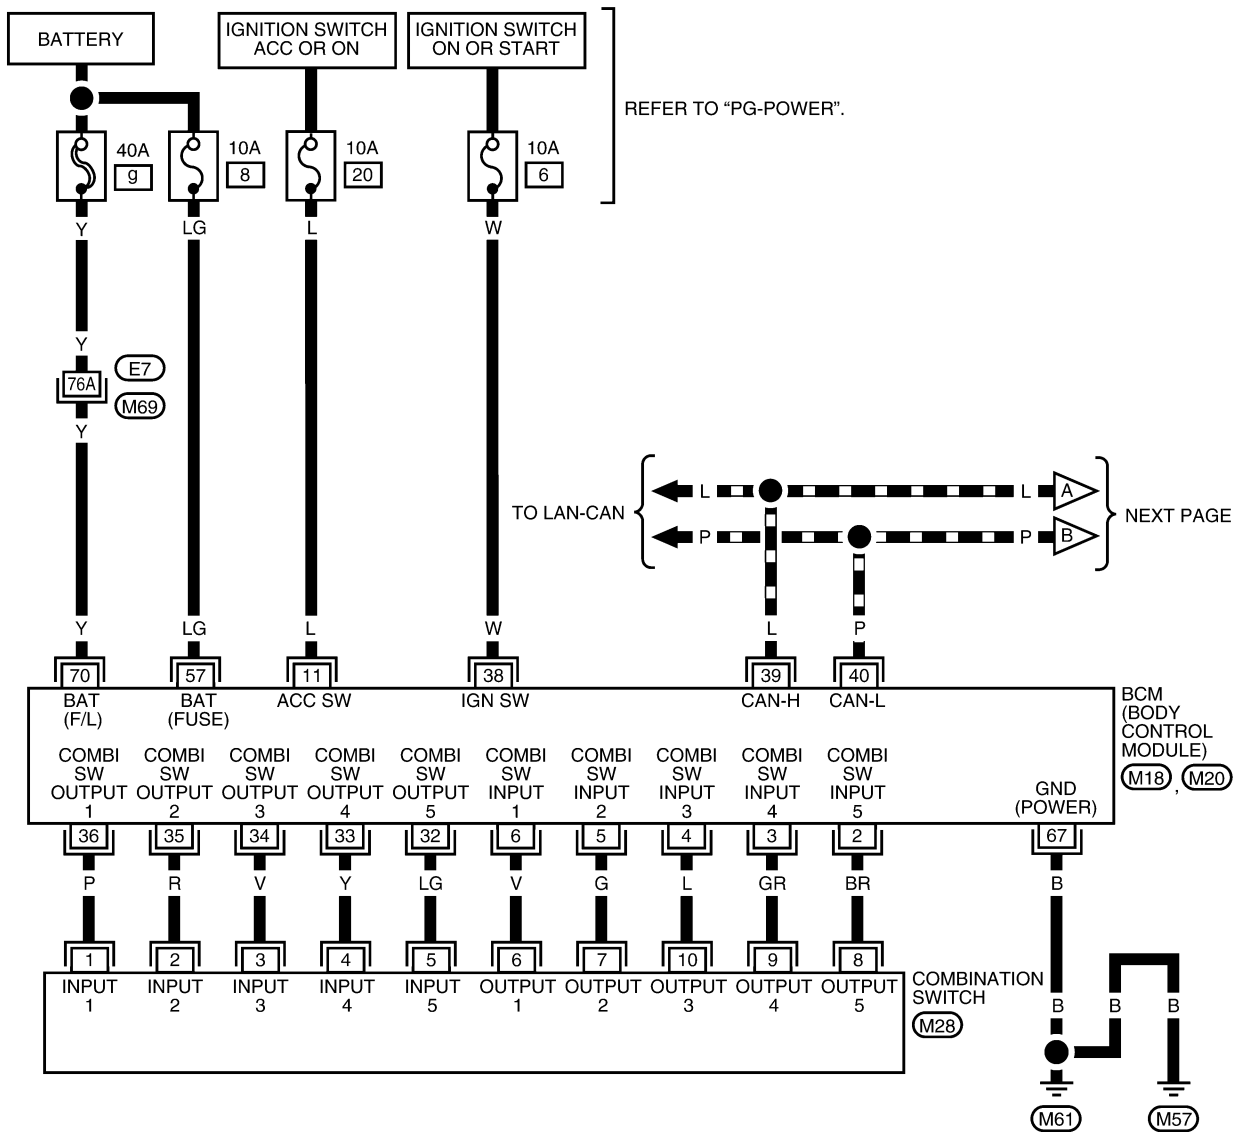 BATTERY
IGNITION SWITCH
ACC OR ON
IGNITION SWITCH
ON OR START
REFER TO “PG-POWER”.
40A
g
10A
8
10A
20
10A
6
Y
LG
L
W
Y
76A
E7
M69
Y
TO LAN-CAN
L
L
A
P
P
B
NEXT PAGE
Y
LG
L
W
L
P
70
57
11
38
39
40
BAT
(F/L)
BAT
(FUSE)
ACC SW
IGN SW
CAN-H
CAN-L
BCM
(BODY
CONTROL
MODULE)
M18 , M20
COMBI
SW
OUTPUT
1
COMBI
SW
OUTPUT
2
COMBI
SW
OUTPUT
3
COMBI
SW
OUTPUT
4
COMBI
SW
OUTPUT
5
COMBI
SW
INPUT
1
COMBI
SW
INPUT
2
COMBI
SW
INPUT
3
COMBI
SW
INPUT
4
COMBI
SW
INPUT
5
GND
(POWER)
36
35
34
33
32
6
5
4
3
2
67
P
R
V
Y
LG
V
G
L
GR
BR
B
1
2
3
4
5
6
7
10
9
8
INPUT
1
INPUT
2
INPUT
3
INPUT
4
INPUT
5
OUTPUT
1
OUTPUT
2
OUTPUT
3
OUTPUT
4
OUTPUT
5
COMBINATION
SWITCH
M28
B
B
B
M61
M57